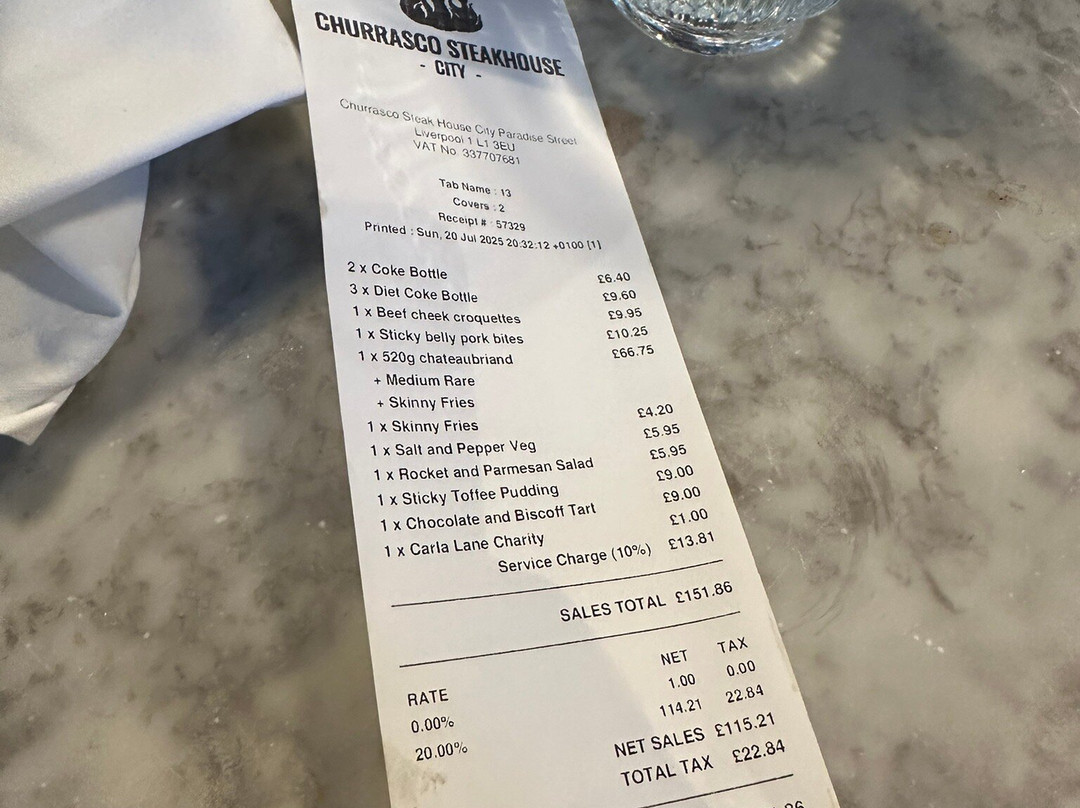 CHURRASCO STEAKHOUSE
- CITY -
Churrasco Steak House City Paradise Street
Liverpool 1 L1 3EU
VAT No. 337707681
Tab Name : 13
Covers : 2
Receipt # : 57329
Printed : Sun, 20 Jul 2025 20:32:12 +0100 [1]
2 x Coke Bottle £6.40
3 x Diet Coke Bottle £9.60
1 x Beef cheek croquettes £9.95
1 x Sticky belly pork bites £10.25
1 x 520g chateaubriand £66.75
+ Medium Rare
+ Skinny Fries
1 x Skinny Fries £4.20
1 x Salt and Pepper Veg £5.95
1 x Rocket and Parmesan Salad £5.95
1 x Sticky Toffee Pudding £9.00
1 x Chocolate and Biscoff Tart £9.00
1 x Carla Lane Charity £1.00
Service Charge (10%) £13.81
SALES TOTAL £151.86
RATE NET TAX
0.00% 1.00 0.00
20.00% 114.21 22.84
NET SALES £115.21
TOTAL TAX £22.84